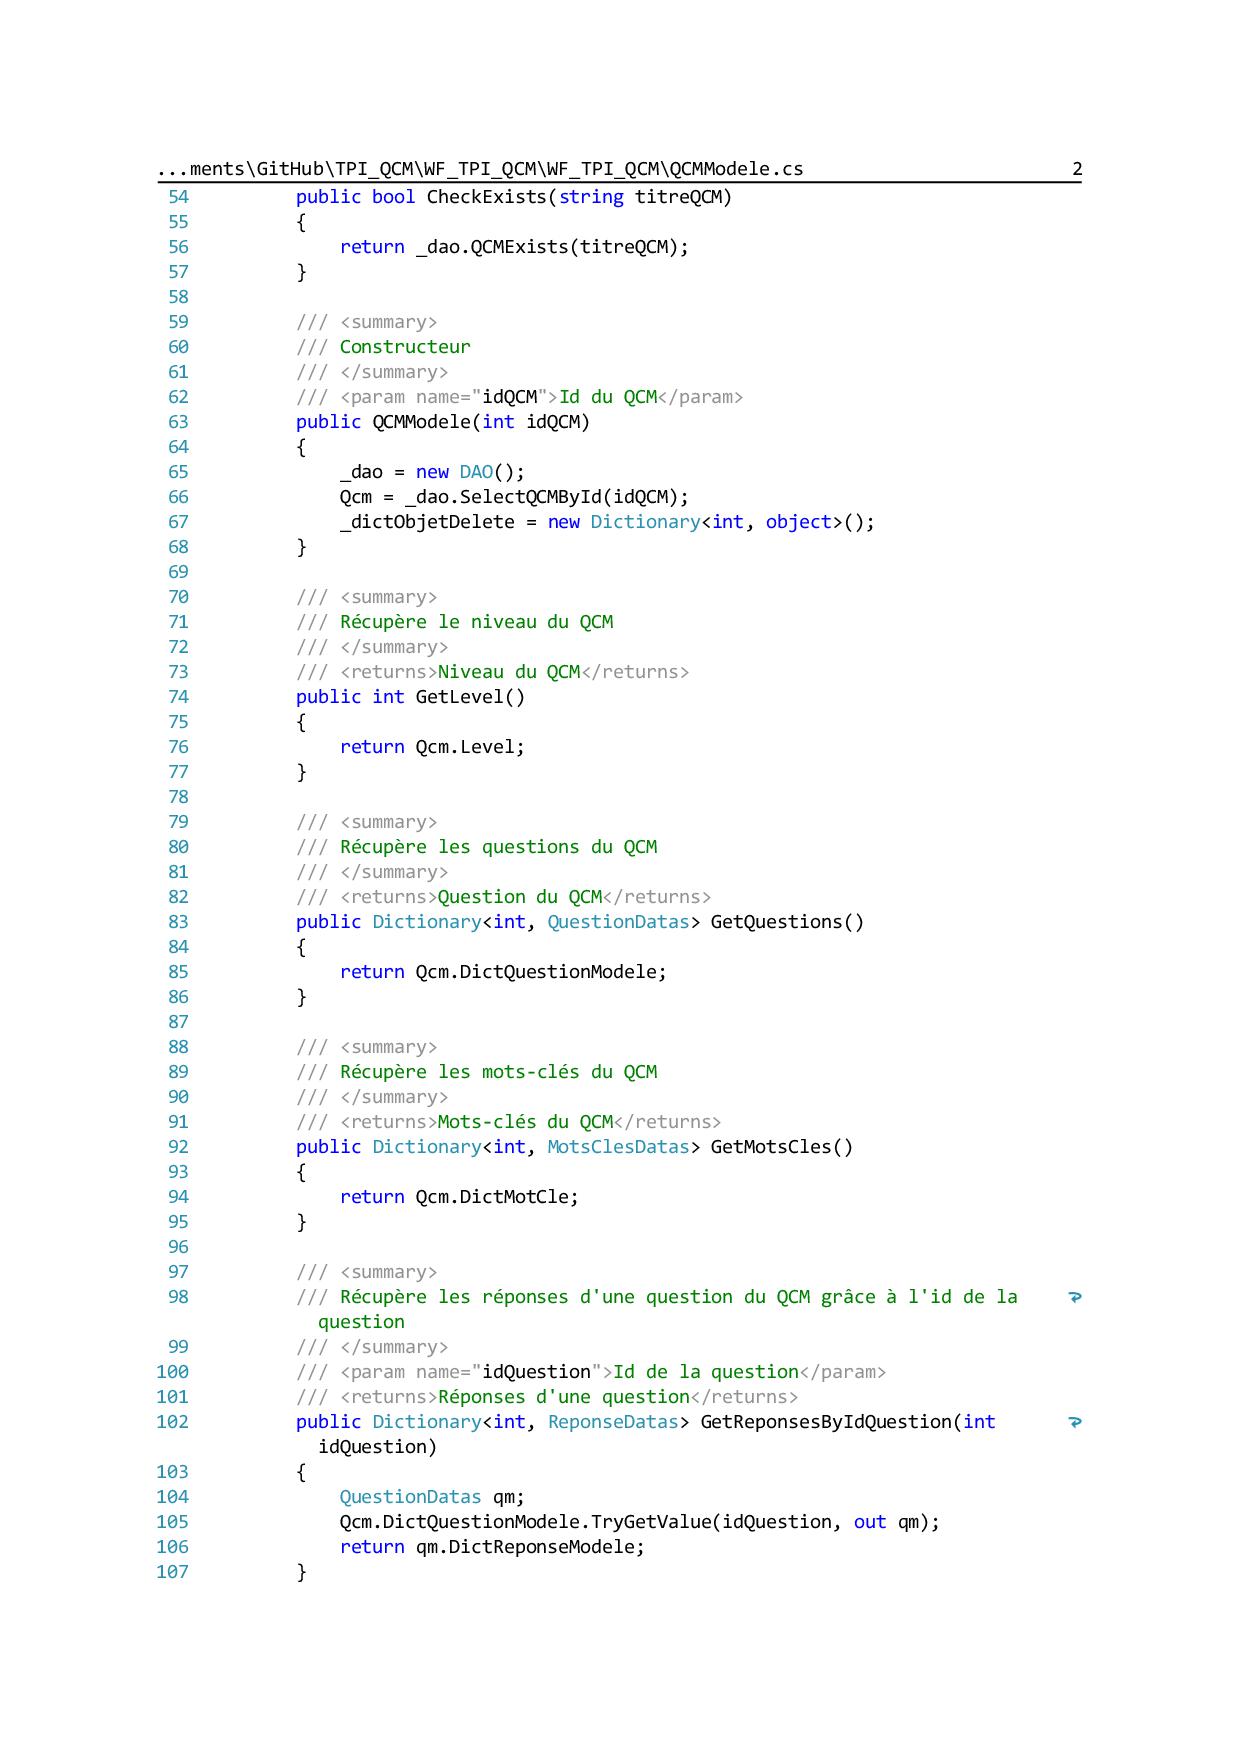 ...ments\GitHub\TPI_QCM\WF_TPI_QCM\WF_TPI_QCM\QCMModele.cs 2
54 public bool CheckExists(string titreQCM)
55 {
56 return _dao.QCMExists(titreQCM);
57 }
58
59 /// <summary>
60 /// Constructeur
61 /// </summary>
62 /// <param name="idQCM">Id du QCM</param>
63 public QCMModele(int idQCM)
64 {
65 _dao = new DAO();
66 Qcm = _dao.SelectQCMById(idQCM);
67 _dictObjetDelete = new Dictionary<int, object>();
68 }
69
70 /// <summary>
71 /// Récupère le niveau du QCM
72 /// </summary>
73 /// <returns>Niveau du QCM</returns>
74 public int GetLevel()
75 {
76 return Qcm.Level;
77 }
78
79 /// <summary>
80 /// Récupère les questions du QCM
81 /// </summary>
82 /// <returns>Question du QCM</returns>
83 public Dictionary<int, QuestionDatas> GetQuestions()
84 {
85 return Qcm.DictQuestionModele;
86 }
87
88 /// <summary>
89 /// Récupère les mots-clés du QCM
90 /// </summary>
91 /// <returns>Mots-clés du QCM</returns>
92 public Dictionary<int, MotsClesDatas> GetMotsCles()
93 {
94 return Qcm.DictMotCle;
95 }
96
97 /// <summary>
98 /// Récupère les réponses d'une question du QCM grâce à l'id de la
question
99 /// </summary>
100 /// <param name="idQuestion">Id de la question</param>
101 /// <returns>Réponses d'une question</returns>
102 public Dictionary<int, ReponseDatas> GetReponsesByIdQuestion(int
idQuestion)
103 {
104 QuestionDatas qm;
105 Qcm.DictQuestionModele.TryGetValue(idQuestion, out qm);
106 return qm.DictReponseModele;
107 }